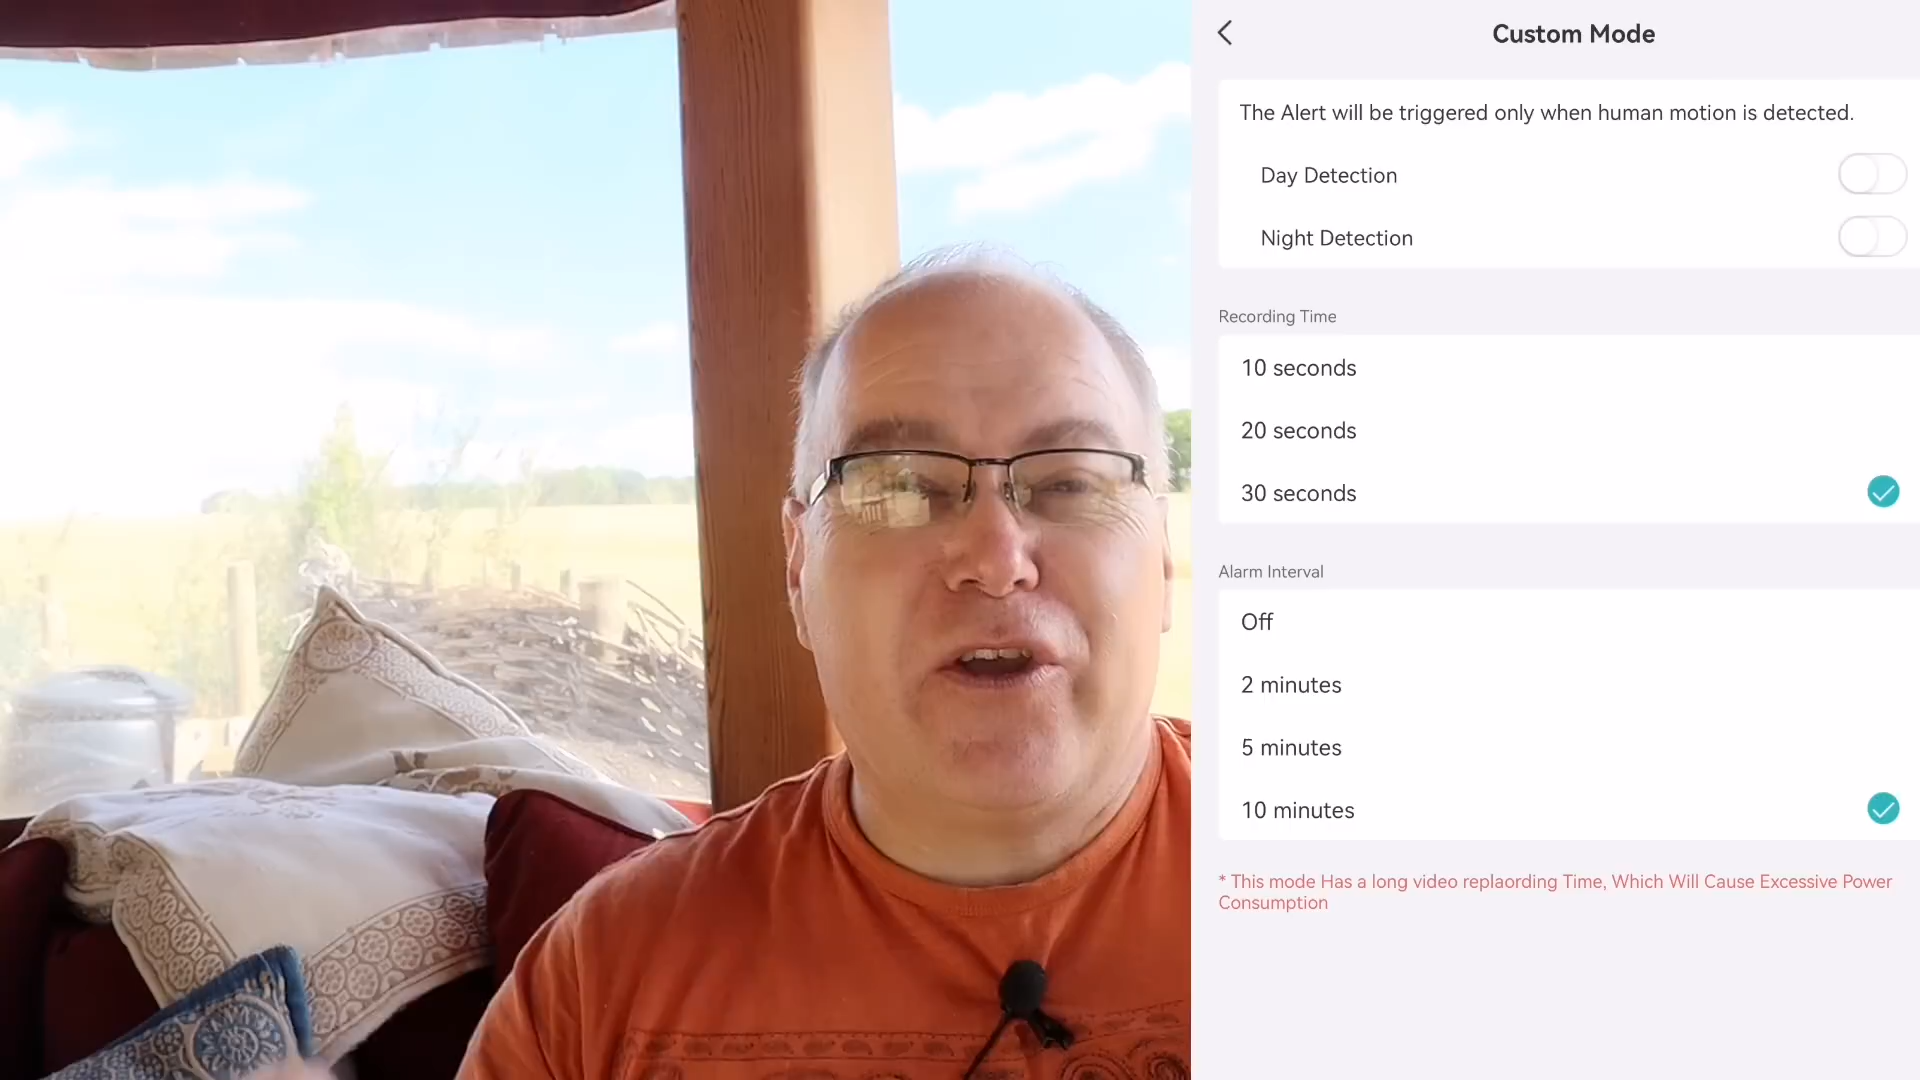 Custom Mode
The Alert will be triggered only when human motion is detected.
Day Detection
Night Detection
Recording Time
10 seconds
20 seconds
30 seconds
Alarm Interval
Off
2 minutes
5 minutes
10 minutes
* This mode Has a long video replaording Time, Which Will Cause Excessive Power
Consumption